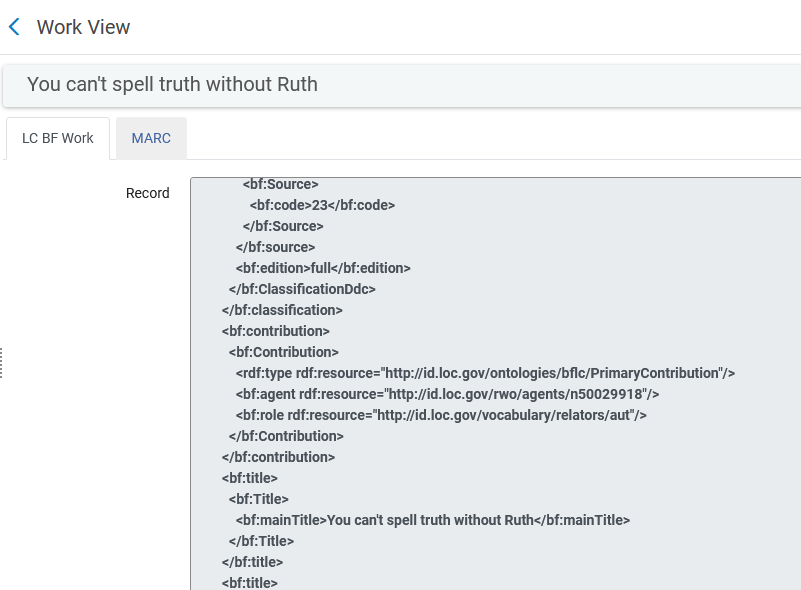 Work View
You can't spell truth without Ruth
LC BF Work MARC
Record
<bf:Source>
<bf:code>23</bf:code>
</bf:Source>
</bf:source>
<bf:edition>full</bf:edition>
</bf:ClassificationDdc>
</bf:classification>
<bf:contribution>
<bf:Contribution>
<rdf:type rdf:resource="http://id.loc.gov/ontologies/bflc/PrimaryContribution"/>
<bf:agent rdf:resource="http://id.loc.gov/rwo/agents/n50029918"/>
<bf:role rdf:resource="http://id.loc.gov/vocabulary/relators/aut"/>
</bf:Contribution>
</bf:contribution>
<bf:title>
<bf:Title>
<bf:mainTitle>You can't spell truth without Ruth</bf:mainTitle>
</bf:Title>
</bf:title>
<bf:title>